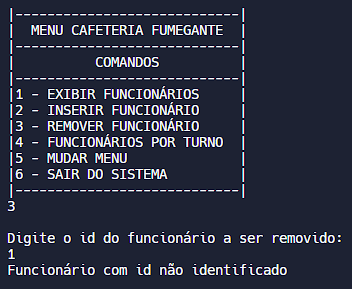 |----------------------------|
|  MENU CAFETERIA FUMEGANTE  |
|----------------------------|
|          COMANDOS          |
|----------------------------|
|1 - EXIBIR FUNCIONÁRIOS     |
|2 - INSERIR FUNCIONÁRIO     |
|3 - REMOVER FUNCIONÁRIO     |
|4 - FUNCIONÁRIOS POR TURNO  |
|5 - MUDAR MENU              |
|6 - SAIR DO SISTEMA         |
|----------------------------|
3

Digite o id do funcionário a ser removido:
1
Funcionário com id não identificado